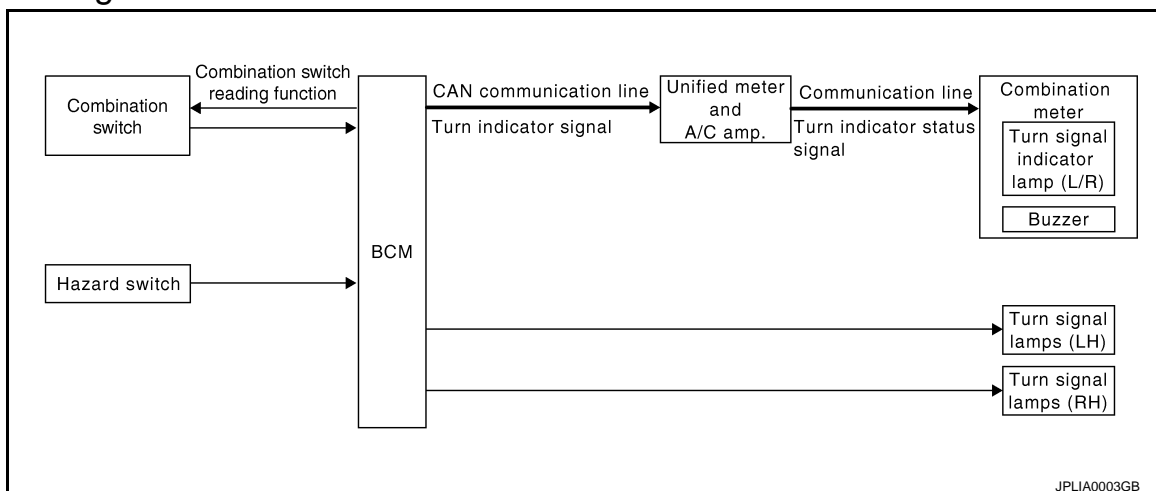 Combination switch
reading function
Combination
switch
BCM
CAN communication line
Turn indicator signal
Unified meter
and
A/C amp.
Communication line
Turn indicator status
signal
Combination
meter
Turn signal
indicator
lamp (L/R)
Buzzer
Hazard switch
Turn signal
lamps (LH)
Turn signal
lamps (RH)
JPLIA0003GB